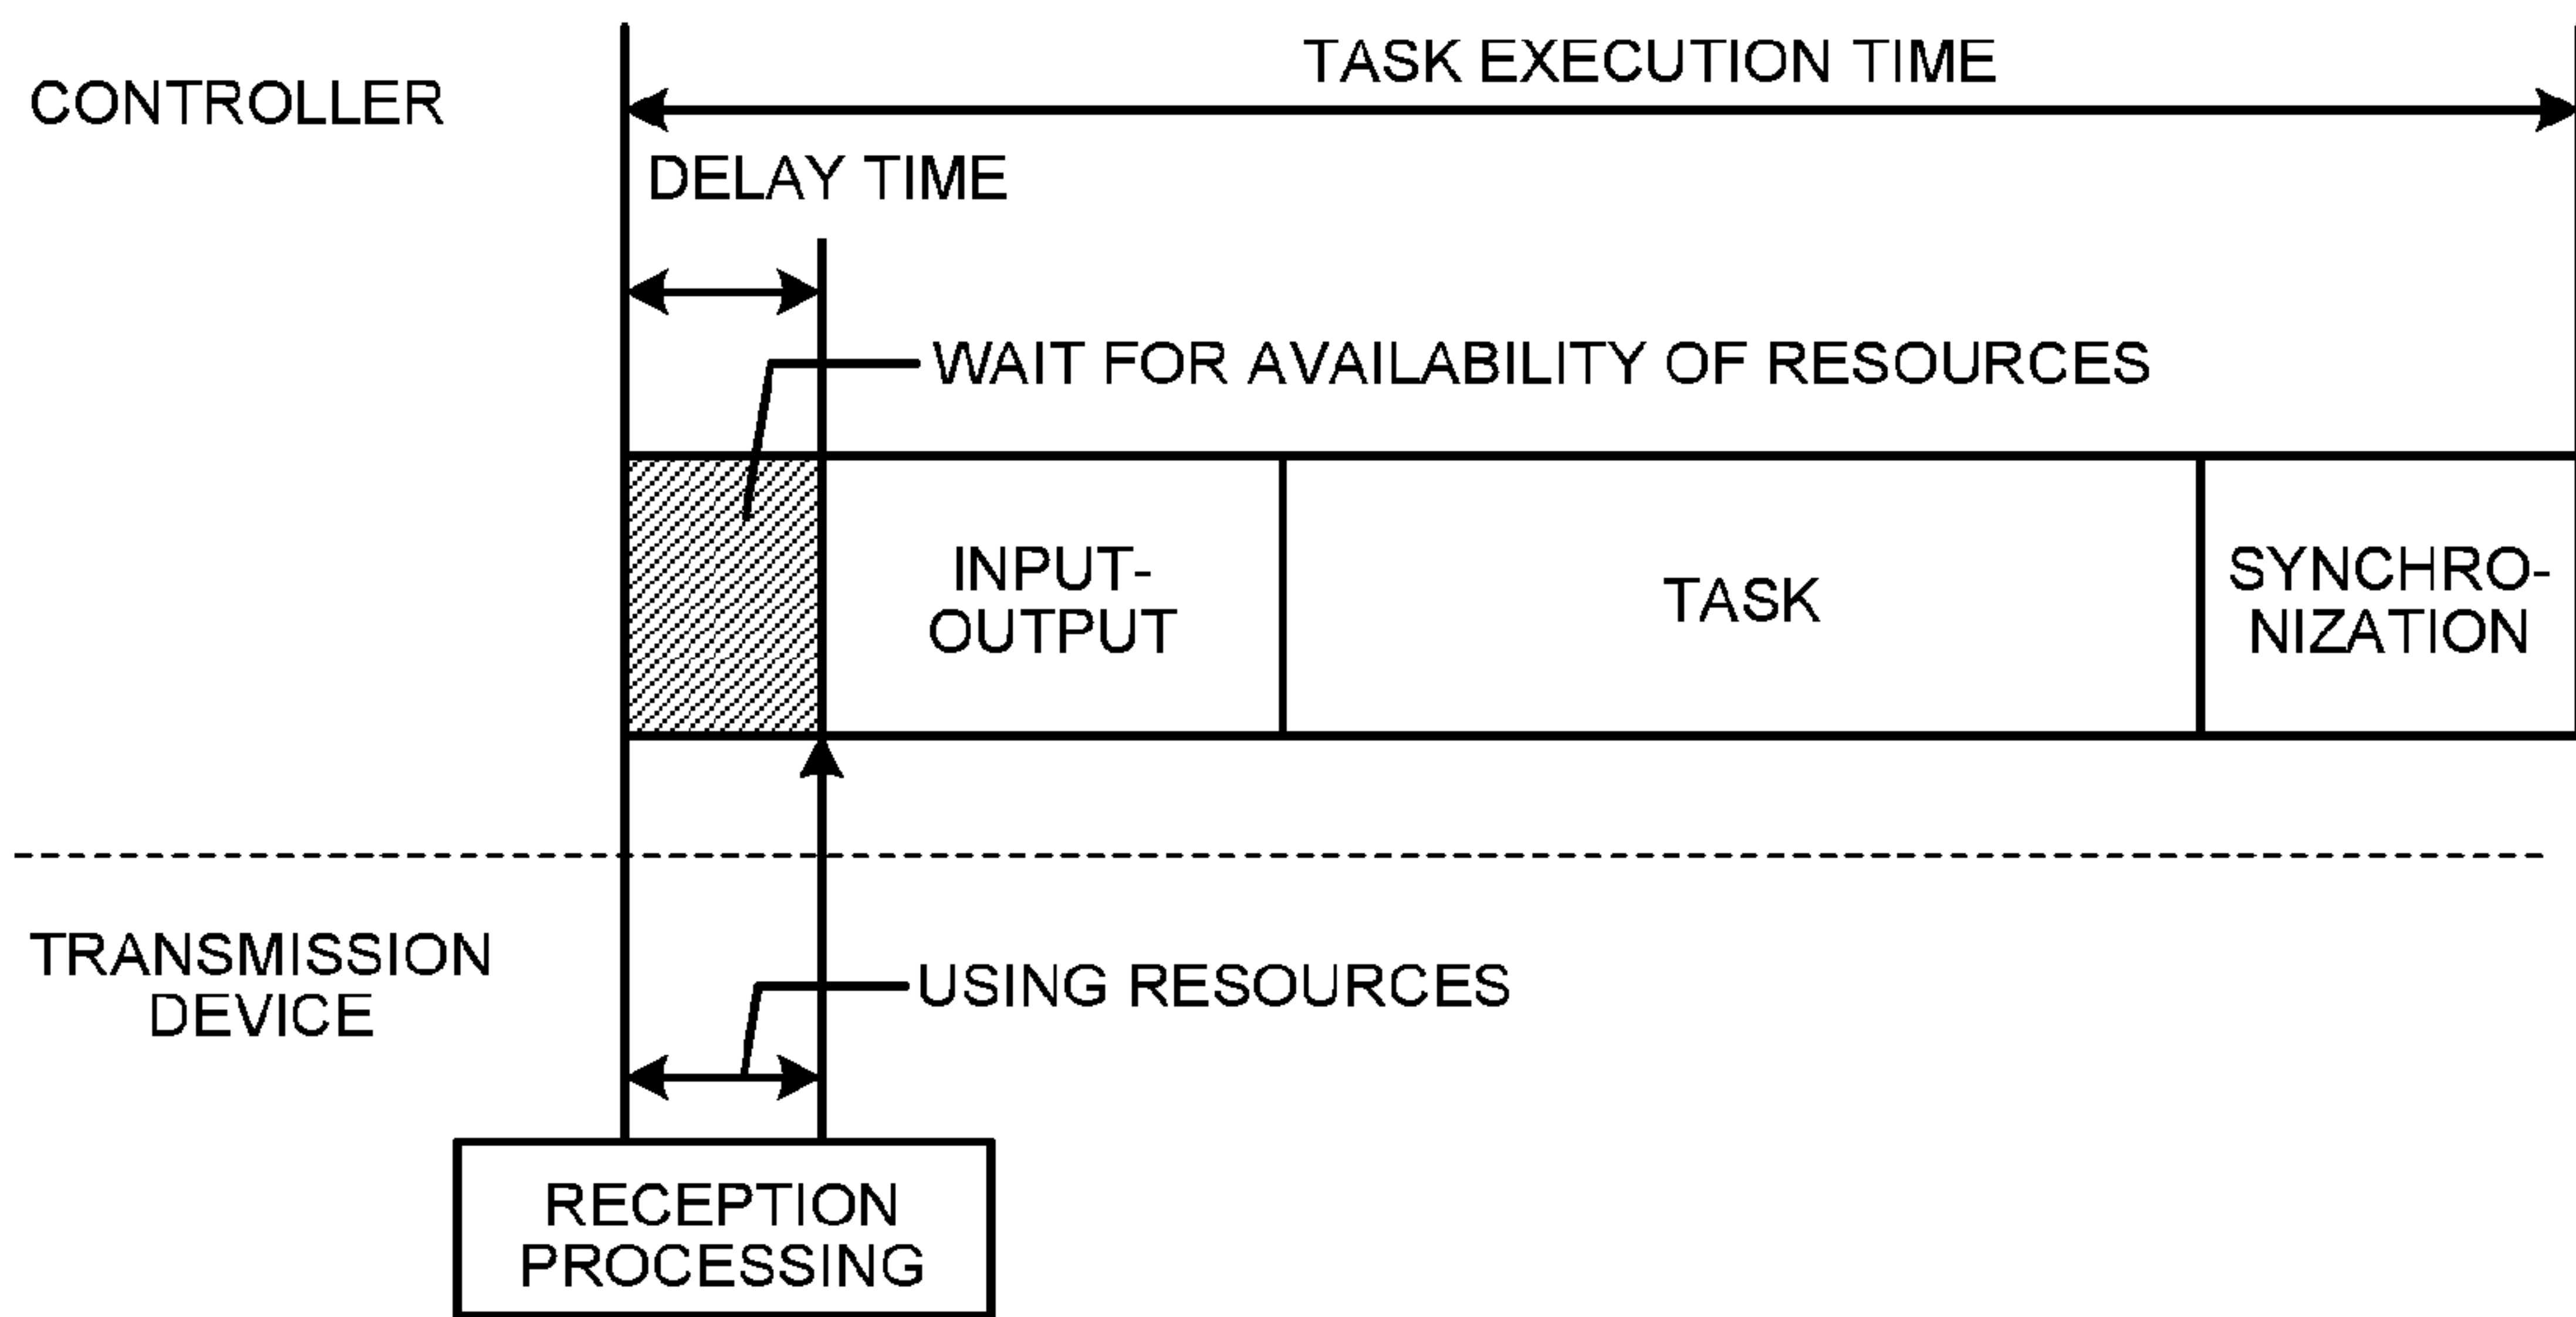 TASK EXECUTION TIME
CONTROLLER
DELAY TIME
WAIT FOR AVAILABILITY OF RESOURCES
INPUT-
OUTPUT
TASK
SYNCHRO-
NIZATION
TRANSMISSION
DEVICE
USING RESOURCES
RECEPTION
PROCESSING